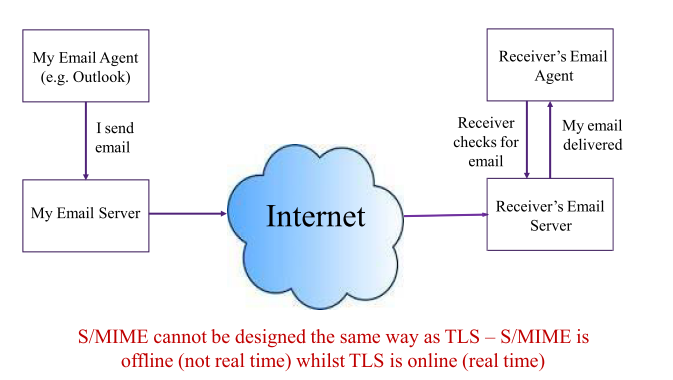 My Email Agent
(e.g. Outlook)
I send
email
My Email Server
Internet
Receiver's Email
Agent
Receiver
checks for
email
My email
delivered
Receiver's Email
Server
S/MIME cannot be designed the same way as TLS – S/MIME is
offline (not real time) whilst TLS is online (real time)